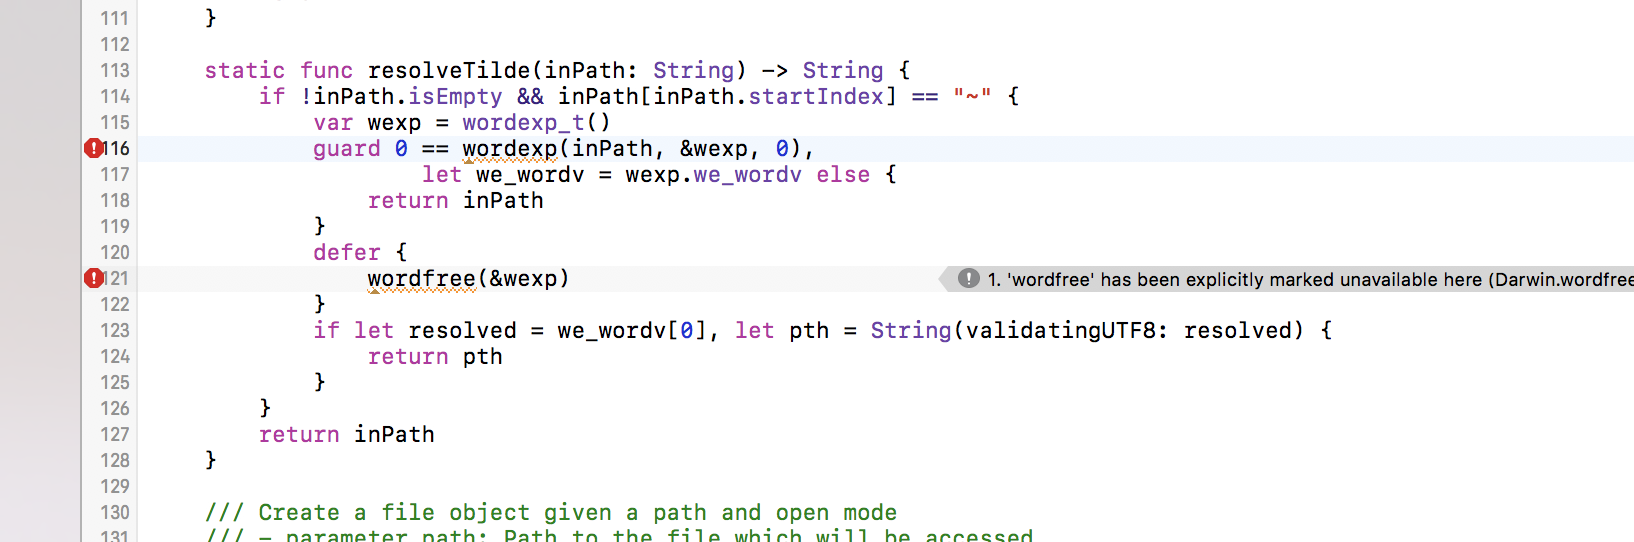 111 }
112
113 static func resolveTilde(inPath: String) -> String {
114 if !inPath.isEmpty && inPath[inPath.startIndex] == "~" {
115 var wexp = wordexp_t()
116 guard 0 == wordexp(inPath, &wexp, 0),
117 let we_wordv = wexp.we_wordv else {
118 return inPath
119 }
120 defer {
121 wordfree(&wexp) 1. 'wordfree' has been explicitly marked unavailable here (Darwin.wordfree
122 }
123 if let resolved = we_wordv[0], let pth = String(validatingUTF8: resolved) {
124 return pth
125 }
126 }
127 return inPath
128 }
129
130 /// Create a file object given a path and open mode
131 /// – parameter path: Path to the file which will be accessed